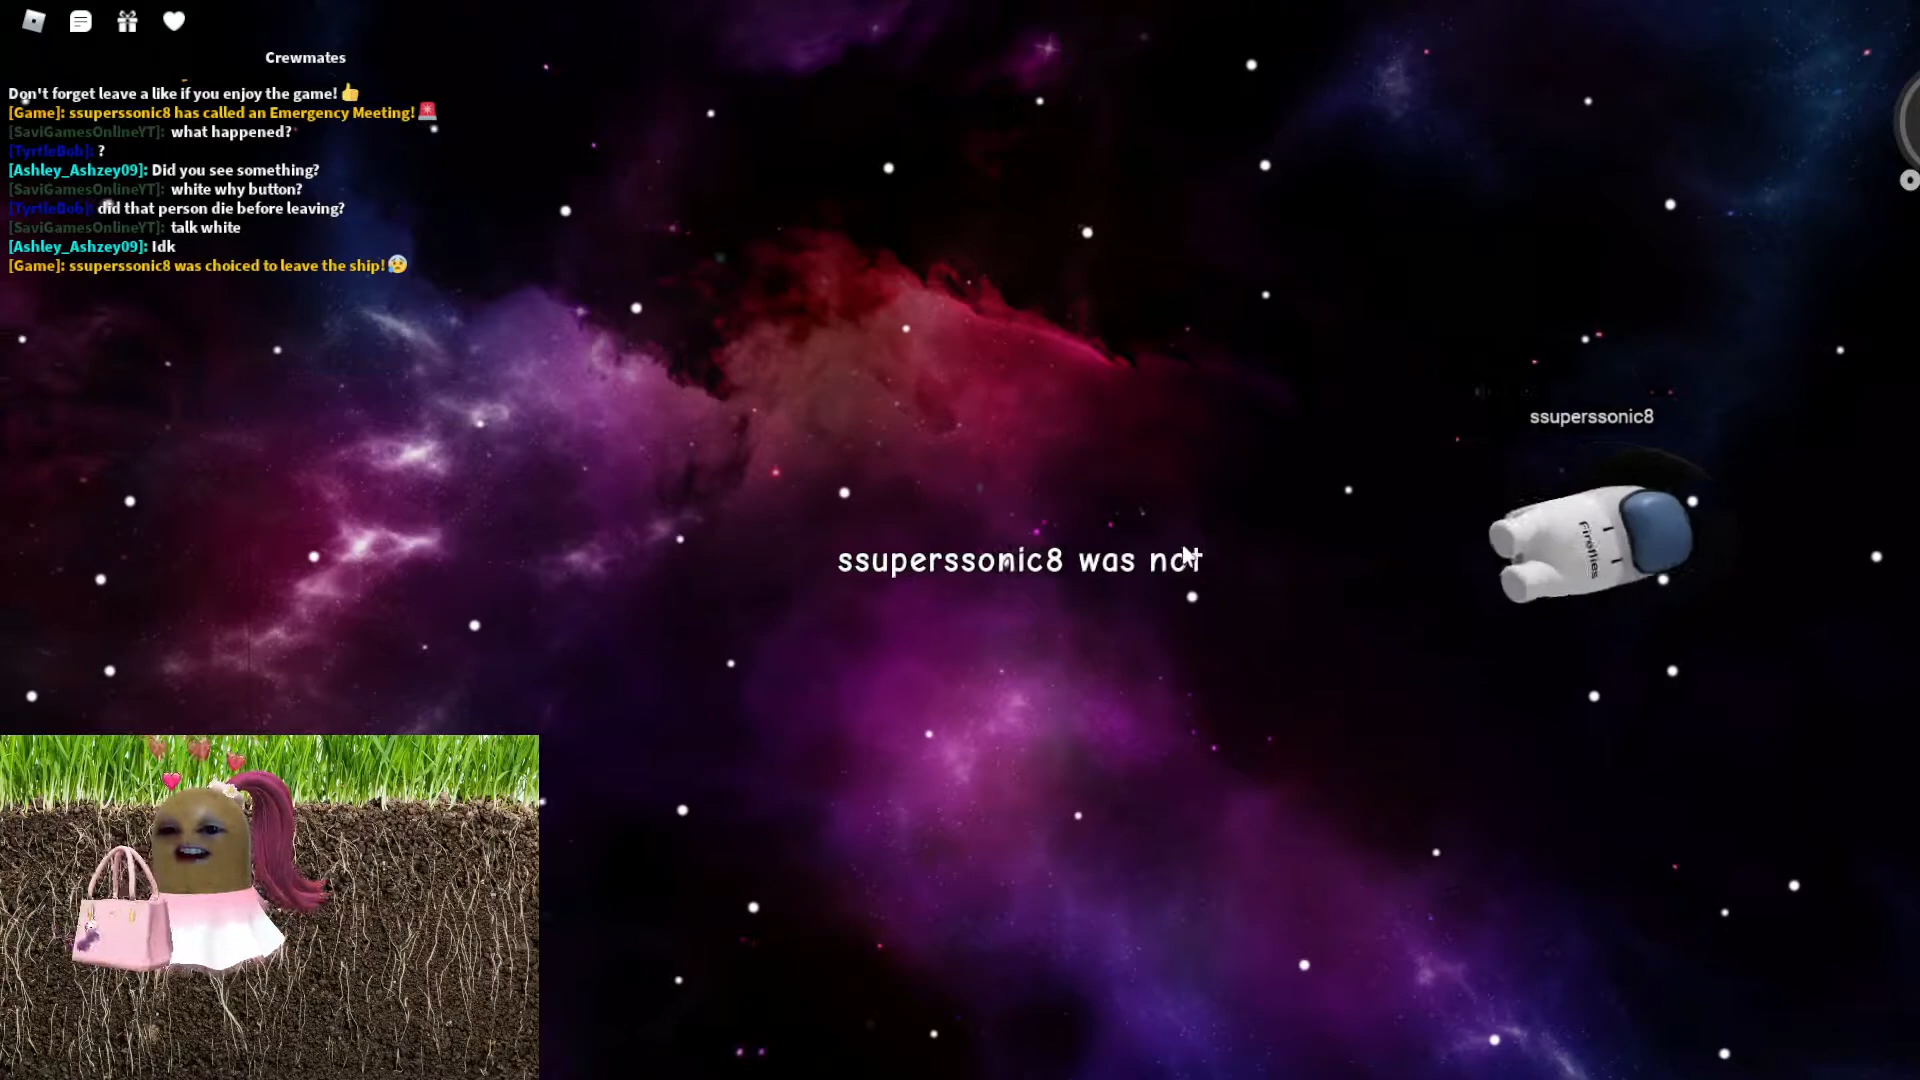 Crewmates
Don't forget leave a like if you enjoy the game!👍
[Game]: ssuperssonic8 has called an Emergency Meeting!🚨
[SaviGamesOnlineYT]: what happened?
[TyrtleBob]: ?
[Ashley_Ashzey09]: Did you see something?
[SaviGamesOnlineYT]: white why button?
[TyrtleBob]: did that person die before leaving?
[SaviGamesOnlineYT]: talk white
[Ashley_Ashzey09]: Idk
[Game]: ssuperssonic8 was choiced to leave the ship!😰
ssuperssonic8
Fireflies
ssuperssonic8 was not